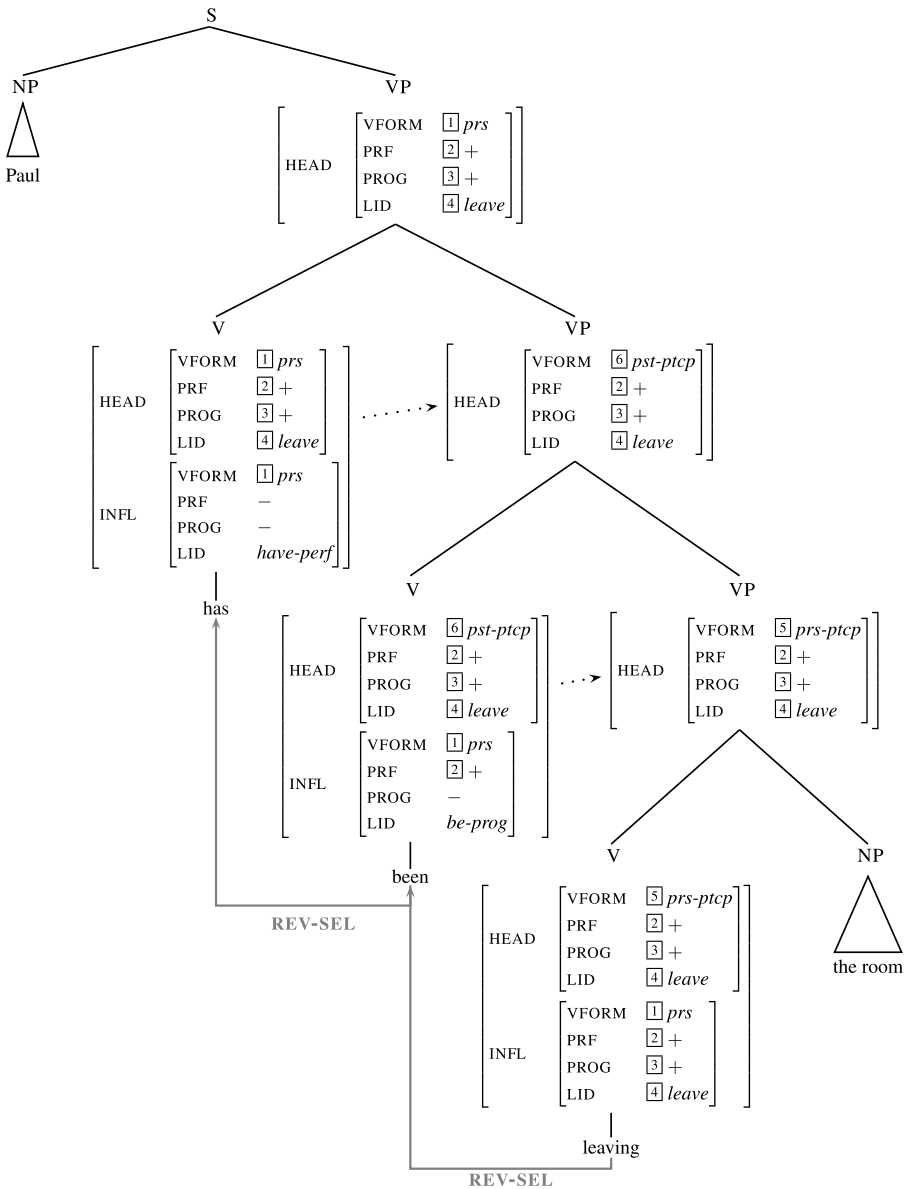 S
NP VP
Paul
HEAD
VFORM 1 prs
PRF 2 +
PROG 3 +
LID 4 leave
V VP
HEAD
VFORM 1 prs
PRF 2 +
PROG 3 +
LID 4 leave
INFL
VFORM 1 prs
PRF −
PROG −
LID have-perf
HEAD
VFORM 6 pst-ptcp
PRF 2 +
PROG 3 +
LID 4 leave
V VP
has
HEAD
VFORM 6 pst-ptcp
PRF 2 +
PROG 3 +
LID 4 leave
INFL
VFORM 1 prs
PRF 2 +
PROG −
LID be-prog
HEAD
VFORM 5 prs-ptcp
PRF 2 +
PROG 3 +
LID 4 leave
V NP
been
REV-SEL
HEAD
VFORM 5 prs-ptcp
PRF 2 +
PROG 3 +
LID 4 leave
INFL
VFORM 1 prs
PRF 2 +
PROG 3 +
LID 4 leave
the room
leaving
REV-SEL